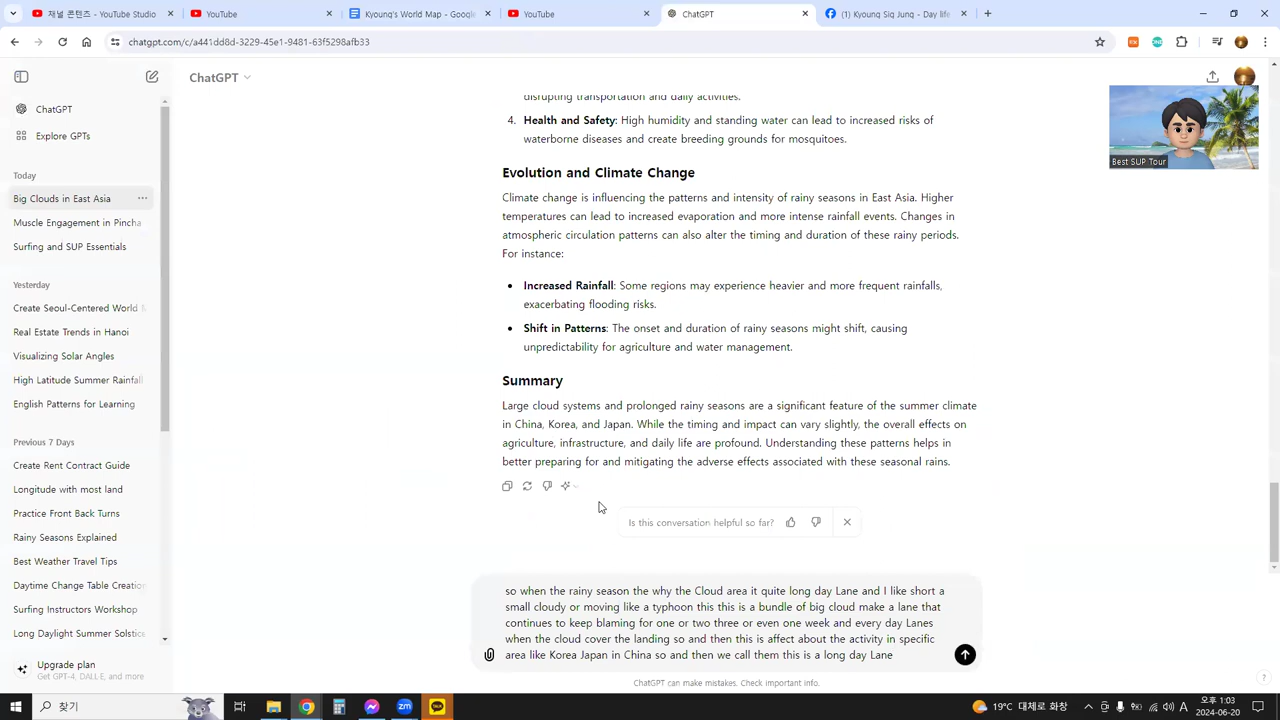 채널 콘텐츠 - YouTube Studio
YouTube
Kyoung's World Map - Google
YouTube
ChatGPT
(1) Kyoung Sig Jung - Day life
chatgpt.com/c/a441dd8d-3229-45e1-9481-63f5298afb33
ChatGPT
ChatGPT
Explore GPTs
Today
Big Clouds in East Asia
Muscle Engagement in Pincha
Surfing and SUP Essentials
Yesterday
Create Seoul-Centered World
Real Estate Trends in Hanoi
Visualizing Solar Angles
High Latitude Summer Rainfall
English Patterns for Learning
Previous 7 Days
Create Rent Contract Guide
Longitude with most land
Practice Front Back Turns
Rainy Seasons Explained
Best Weather Travel Tips
Daytime Change Table Creation
Surfing Instructors Workshop
Long Daylight Summer Solstice
Upgrade plan
Get GPT-4, DALL·E, and more
disrupting transportation and daily activities.
4. Health and Safety: High humidity and standing water can lead to increased risks of
waterborne diseases and create breeding grounds for mosquitoes.
Evolution and Climate Change
Climate change is influencing the patterns and intensity of rainy seasons in East Asia. Higher
temperatures can lead to increased evaporation and more intense rainfall events. Changes in
atmospheric circulation patterns can also alter the timing and duration of these rainy periods.
For instance:
• Increased Rainfall: Some regions may experience heavier and more frequent rainfalls,
exacerbating flooding risks.
• Shift in Patterns: The onset and duration of rainy seasons might shift, causing
unpredictability for agriculture and water management.
Summary
Large cloud systems and prolonged rainy seasons are a significant feature of the summer climate
in China, Korea, and Japan. While the timing and impact can vary slightly, the overall effects on
agriculture, infrastructure, and daily life are profound. Understanding these patterns helps in
better preparing for and mitigating the adverse effects associated with these seasonal rains.
Is this conversation helpful so far?
so when the rainy season the why the Cloud area it quite long day Lane and I like short a
small cloudy or moving like a typhoon this this is a bundle of big cloud make a lane that
continues to keep blaming for one or two three or even one week and every day Lanes
when the cloud cover the landing so and then this is affect about the activity in specific
area like Korea Japan in China so and then we call them this is a long day Lane
ChatGPT can make mistakes. Check important info.
?
Best SUP Tour
찾기
zm
19°C 대체로 화창
A
오후 1:03
2024-06-20